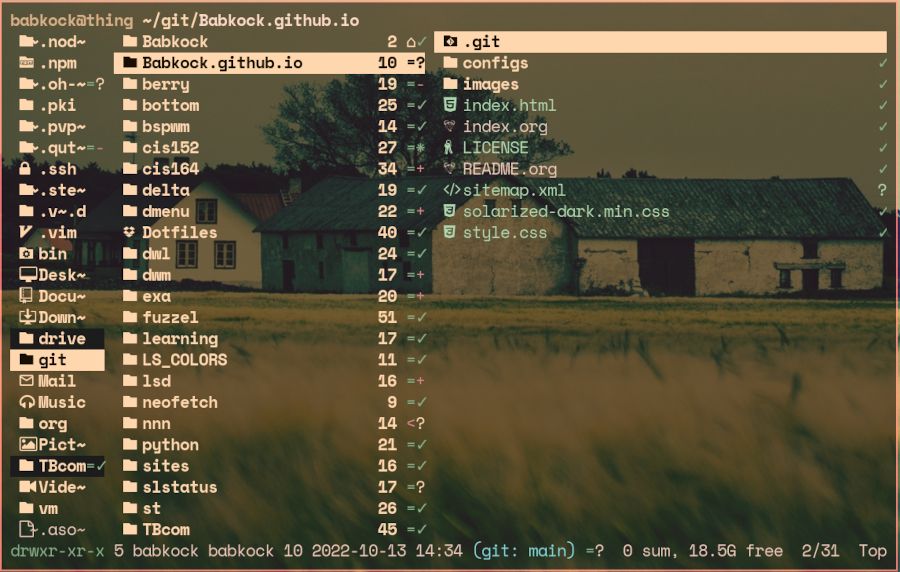 babkock@thing ~/git/Babkock.github.io
.nod~ Babkock 2 ⌂✓ .git
.npm Babkock.github.io 10 =? configs ✓
.oh-~=? berry 19 =- images ✓
.pki bottom 25 =✓ index.html ✓
.pvp~ bspwm 14 =✓ index.org ✓
.qut~=- cis152 27 =* LICENSE ✓
.ssh cis164 34 =+ README.org ✓
.ste~ delta 19 =✓ sitemap.xml ?
.v~.d dmenu 22 =+ solarized-dark.min.css ✓
.vim Dotfiles 40 =✓ style.css ✓
bin dwl 24 =✓
Desk~ dwm 17 =+
Docu~ exa 20 =+
Down~ fuzzel 51 =✓
drive learning 17 =✓
git LS_COLORS 11 =✓
Mail lsd 16 =+
Music neofetch 9 =✓
org nnn 14 <?
Pict~ python 21 =✓
TBcom=✓ sites 16 =✓
Vide~ slstatus 17 =?
vm st 26 =✓
.aso~ TBcom 45 =✓
drwxr-xr-x 5 babkock babkock 10 2022-10-13 14:34 (git: main) =? 0 sum, 18.5G free 2/31 Top